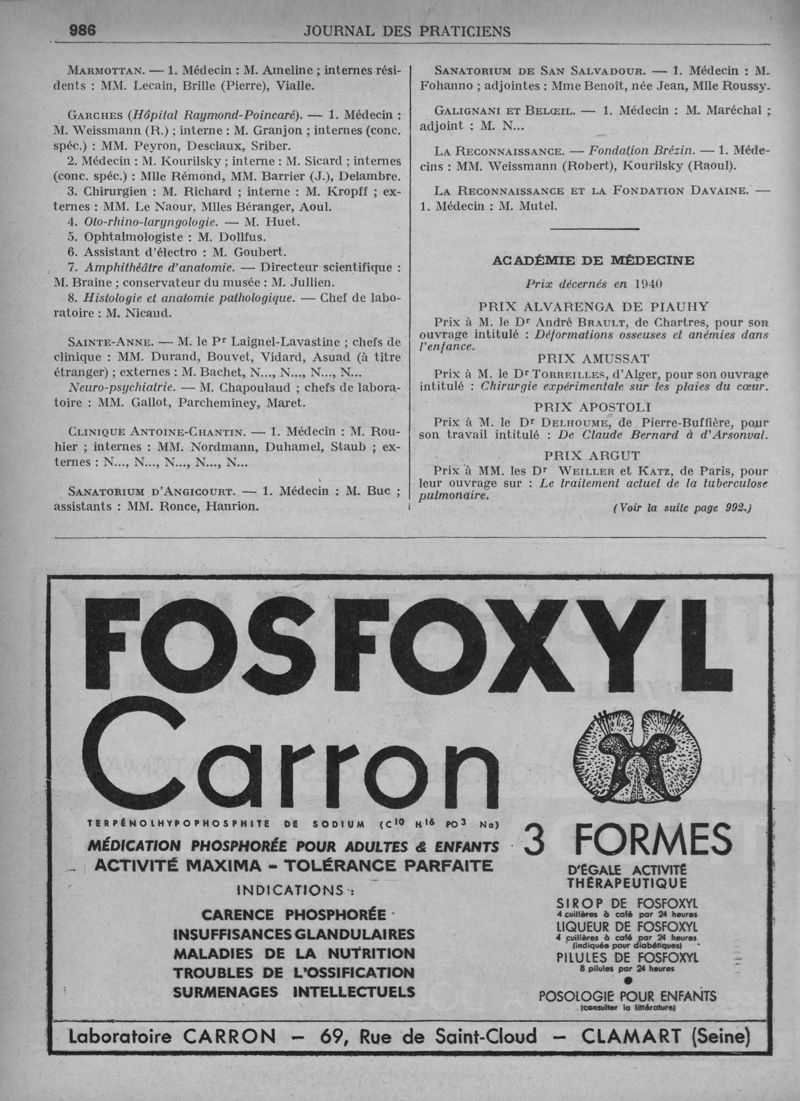 986
JOURNAL DES PRATICIENS
Marmottan. — 1. Médecin : M. Ameline ; internes rési-
dents : MM. Lecain, Brille (Pierre), Vialle.
Garches (Hôpital Raymond-Poincaré). — 1. Médecin :
M. Weissmann (R.) ; interne : M. Granjon ; internes (conc.
spéc.) : MM. Peyron, Desclaux, Sriber.
2. Médecin : M. Kourilsky ; interne : M. Sicard ; internes
(conc. spéc.) : Mlle Rémond, MM. Barrier (J.), Delambre.
3. Chirurgien : M. Richard ; interne : M. Kropff ; ex-
ternes : MM. Le Naour, Mlles Béranger, Aoul.
4. Oto-rhino-laryngologie. — M. Huet.
5. Ophtalmologiste : M. Dollfus.
6. Assistant d'électro : M. Goubert.
7. Amphithéâtre d'anatomie. — Directeur scientifique :
M. Braine ; conservateur du musée : M. Jullien.
8. Histologie et anatomie pathologique. — Chef de labo-
ratoire : M. Nicaud.
Sainte-Anne. — M. le Pr Laignel-Lavastine ; chefs de
clinique : MM. Durand, Bouvet, Vidard, Asuad (à titre
étranger) ; externes : M. Bachet, N..., N..., N...
Neuro-psychiatrie. — M. Chapoulaud ; chefs de labora-
toire : MM. Gallot, Parcheminey, Maret.
Clinique Antoine-Chantin. — 1. Médecin : M. Rou-
hier ; internes : MM. Nordmann, Duhamel, Staub ; ex-
ternes : N..., N..., N..., N..., N...
Sanatorium d'Angicourt. — 1. Médecin : M. Buc ;
assistants : MM. Ronce, Hanrion.
Sanatorium de San Salvadour. — 1. Médecin : M.
Fohanno ; adjointes : Mme Benoît, née Jean, Mlle Roussy.
Galignani et Belœil. — 1. Médecin : M. Maréchal ;
adjoint : M. N...
La Reconnaissance. — Fondation Brézin. — 1. Méde-
cins : MM. Weissmann (Robert), Kourilsky (Raoul).
La Reconnaissance et la Fondation Davaine. —
1. Médecin : M. Mutel.
ACADÉMIE DE MÉDECINE
Prix décernés en 1940
PRIX ALVARENGA DE PIAUHY
Prix à M. le Dr André Brault, de Chartres, pour son
ouvrage intitulé : Déformations osseuses et anémies dans
l'enfance.
PRIX AMUSSAT
Prix à M. le Dr Torreilles, d'Alger, pour son ouvrage
intitulé : Chirurgie expérimentale sur les plaies du cœur.
PRIX APOSTOLI
Prix à M. le Dr Delhoume, de Pierre-Buffière, pour
son travail intitulé : De Claude Bernard à d'Arsonval.
PRIX ARGUT
Prix à MM. les Dr Weiller et Katz, de Paris, pour
leur ouvrage sur : Le traitement actuel de la tuberculose
pulmonaire.
(Voir la suite page 992.)
FOSFOXYL
Carron
TERPÉNOLHYPOPHOSPHITE DE SODIUM (C10 H16 PO3 Na)
MÉDICATION PHOSPHORÉE POUR ADULTES & ENFANTS
ACTIVITÉ MAXIMA - TOLÉRANCE PARFAITE
INDICATIONS :
CARENCE PHOSPHORÉE
INSUFFISANCES GLANDULAIRES
MALADIES DE LA NUTRITION
TROUBLES DE L'OSSIFICATION
SURMENAGES INTELLECTUELS
3 FORMES
D'ÉGALE ACTIVITÉ
THÉRAPEUTIQUE
SIROP DE FOSFOXYL
4 cuillères à café par 24 heures
LIQUEUR DE FOSFOXYL
4 cuillères à café par 24 heures
(indiquée pour diabétiques)
PILULES DE FOSFOXYL
8 pilules par 24 heures
POSOLOGIE POUR ENFANTS
(consulter la littérature)
Laboratoire CARRON — 69, Rue de Saint-Cloud — CLAMART (Seine)